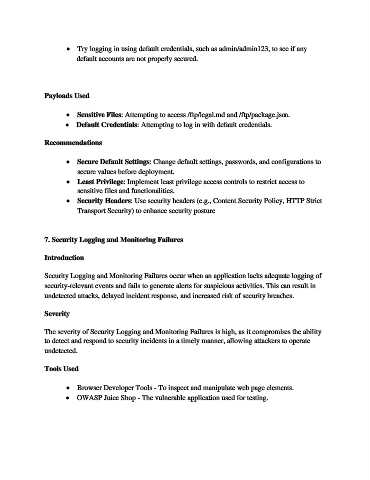 • Try logging in using default credentials, such as admin/admin123, to see if any
default accounts are not properly secured.
Payloads Used
• Sensitive Files: Attempting to access /ftp/legal.md and /ftp/package.json.
• Default Credentials: Attempting to log in with default credentials.
Recommendations
• Secure Default Settings: Change default settings, passwords, and configurations to
secure values before deployment.
• Least Privilege: Implement least privilege access controls to restrict access to
sensitive files and functionalities.
• Security Headers: Use security headers (e.g., Content Security Policy, HTTP Strict
Transport Security) to enhance security posture
7. Security Logging and Monitoring Failures
Introduction
Security Logging and Monitoring Failures occur when an application lacks adequate logging of
security-relevant events and fails to generate alerts for suspicious activities. This can result in
undetected attacks, delayed incident response, and increased risk of security breaches.
Severity
The severity of Security Logging and Monitoring Failures is high, as it compromises the ability
to detect and respond to security incidents in a timely manner, allowing attackers to operate
undetected.
Tools Used
• Browser Developer Tools - To inspect and manipulate web page elements.
• OWASP Juice Shop - The vulnerable application used for testing.